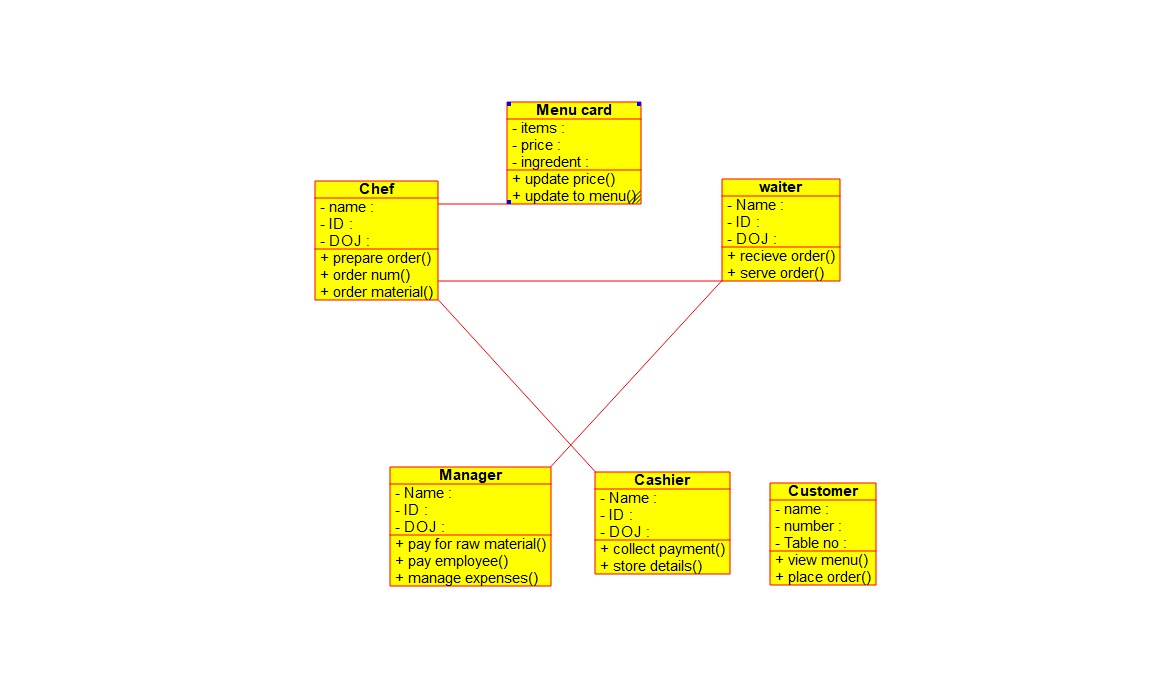 Menu card
- items :
- price :
- ingredent :
+ update price()
+ update to menu()
Chef
- name :
- ID :
- DOJ :
+ prepare order()
+ order num()
+ order material()
waiter
- Name :
- ID :
- DOJ :
+ recieve order()
+ serve order()
Manager
- Name :
- ID :
- DOJ :
+ pay for raw material()
+ pay employee()
+ manage expenses()
Cashier
- Name :
- ID :
- DOJ :
+ collect payment()
+ store details()
Customer
- name :
- number :
- Table no :
+ view menu()
+ place order()